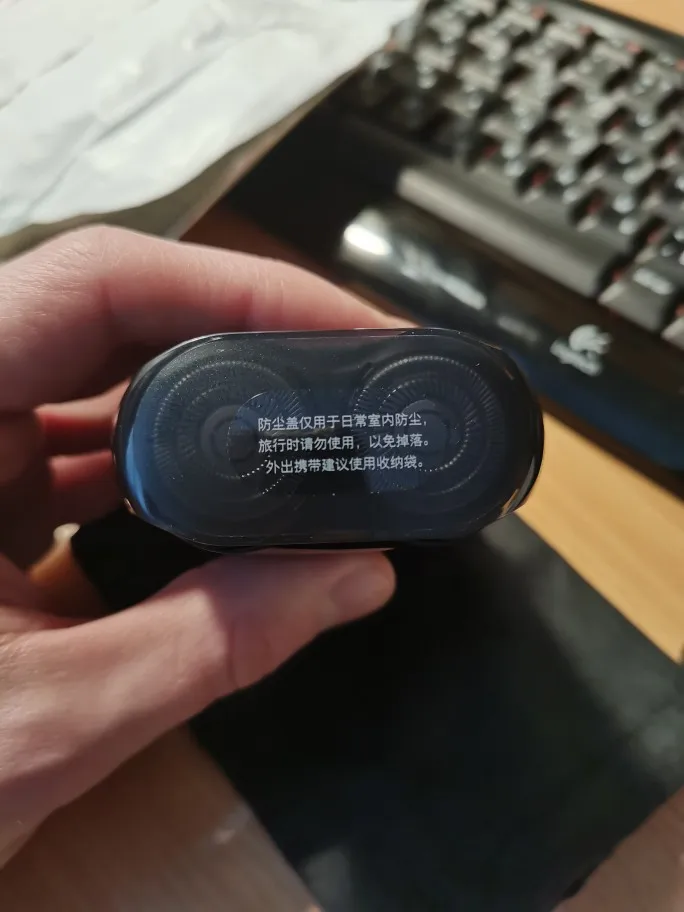 防尘盖仅用于日常室内防尘,
旅行时请勿使用，以免掉落。
外出携带建议使用收纳袋。